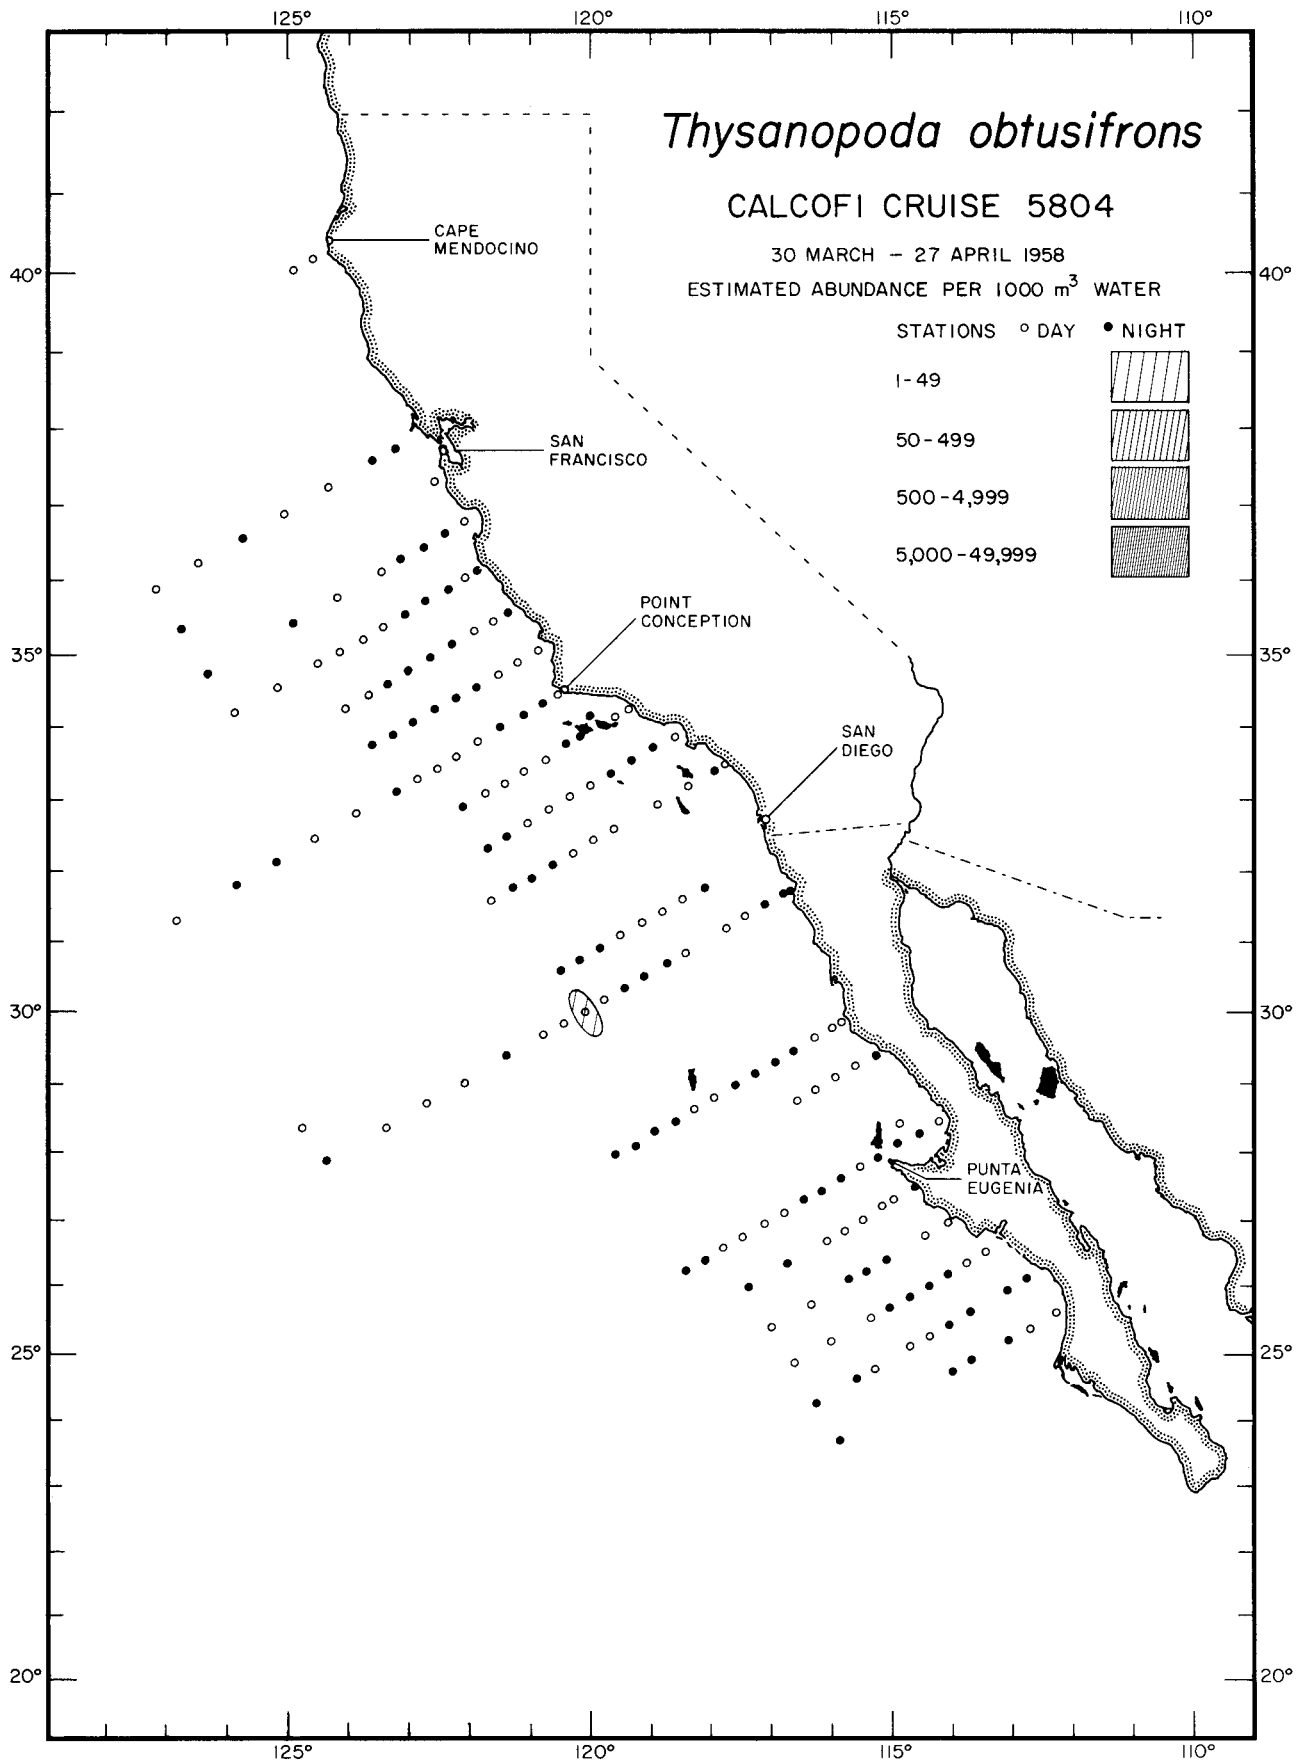 125° 120° 115° 110°
Thysanopoda obtusifrons
CALCOFI CRUISE 5804
30 MARCH – 27 APRIL 1958
ESTIMATED ABUNDANCE PER 1000 m³ WATER
STATIONS ○ DAY ● NIGHT
1-49
50-499
500-4,999
5,000-49,999
CAPE
MENDOCINO
40° 40°
SAN
FRANCISCO
POINT
CONCEPTION
35° 35°
SAN
DIEGO
30° 30°
PUNTA
EUGENIA
25° 25°
20° 20°
125° 120° 115° 110°